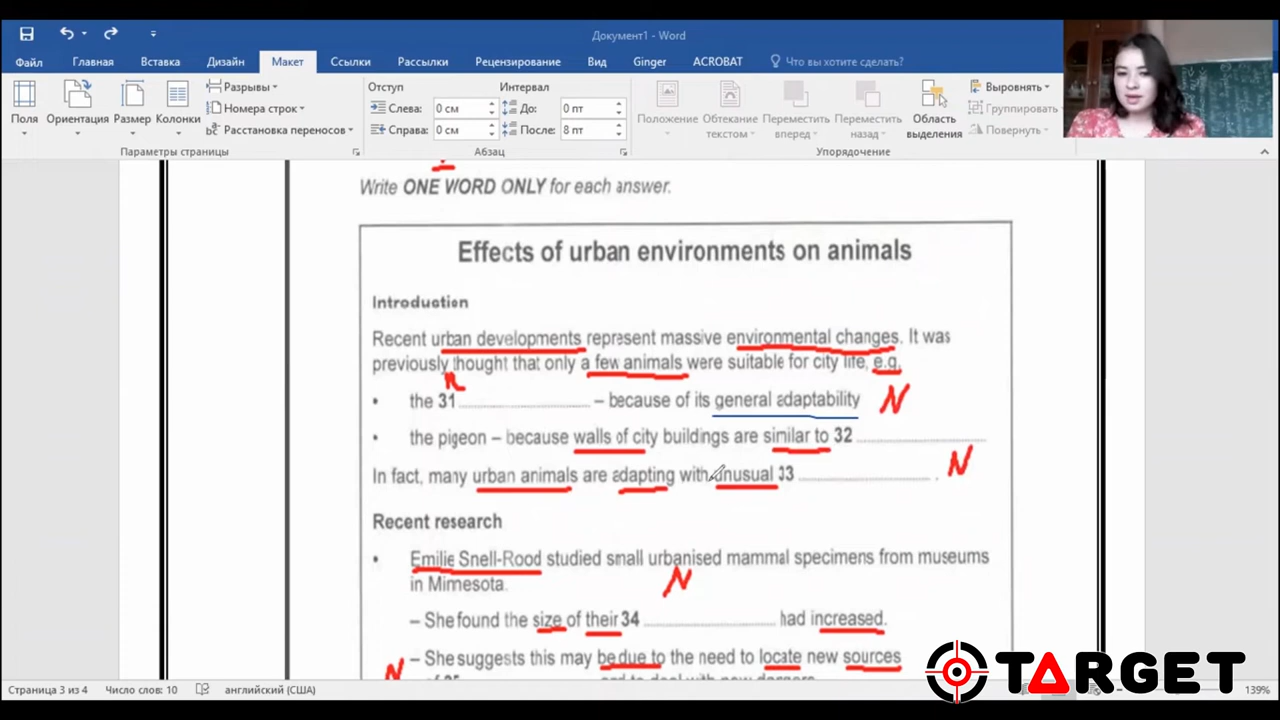 Документ1 - Word
Файл Главная Вставка Дизайн Макет Ссылки Рассылки Рецензирование Вид Ginger ACROBAT Что вы хотите сделать?
Поля Ориентация Размер Колонки
Разрывы
Номера строк
Расстановка переносов
Параметры страницы
Отступ Интервал
Слева: 0 см До: 0 пт
Справа: 0 см После: 8 пт
Абзац
Положение Обтекание текстом Переместить вперед Переместить назад Область выделения
Выровнять
Группировать
Повернуть
Упорядочение
Write ONE WORD ONLY for each answer.
Effects of urban environments on animals
Introduction
Recent urban developments represent massive environmental changes. It was
previously thought that only a few animals were suitable for city life, e.g.
• the 31 – because of its general adaptability N
• the pigeon – because walls of city buildings are similar to 32
In fact, many urban animals are adapting with unusual 33 . N
Recent research
• Emilie Snell-Rood studied small urbanised mammal specimens from museums
in Minnesota. N
– She found the size of their 34 had increased.
N – She suggests this may be due to the need to locate new sources
TARGET
Страница 3 из 4 Число слов: 10 английский (США) 139%